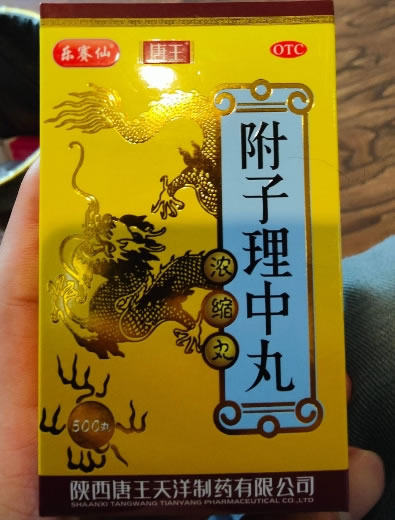 乐赛仙
唐王
OTC
附子理中丸
浓缩丸
500丸
陕西唐王天洋制药有限公司
SHAANXI TANGWANG TIANYANG PHARMACEUTICAL CO.,LTD